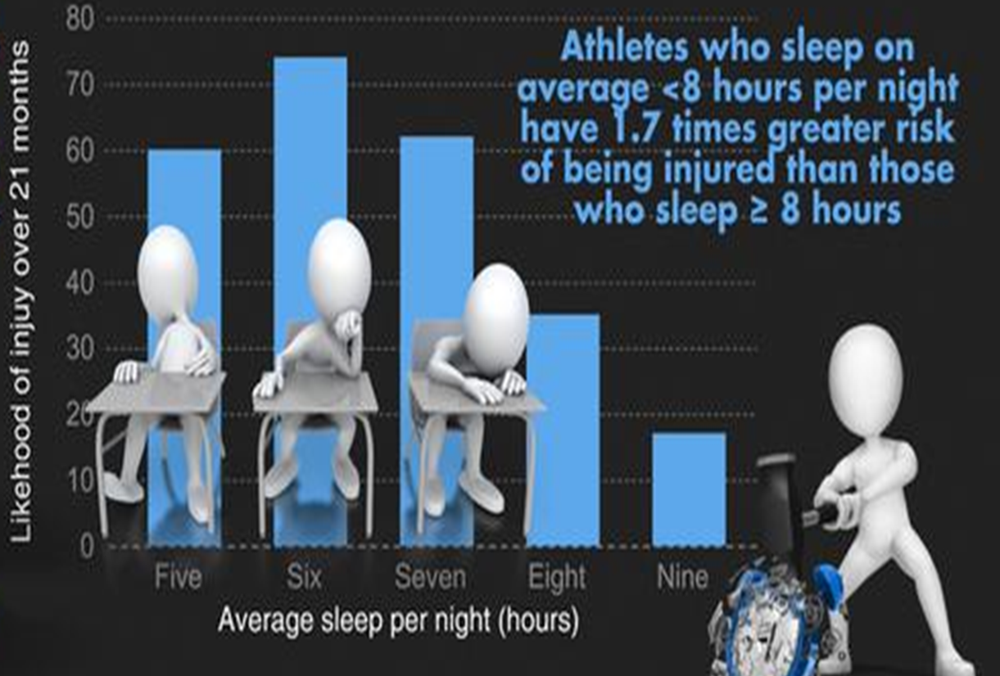 80
70
60
50
40
30
20
10
0
Likehood of injuy over 21 months
Athletes who sleep on
average <8 hours per night
have 1.7 times greater risk
of being injured than those
who sleep ≥ 8 hours
Five Six Seven Eight Nine
Average sleep per night (hours)